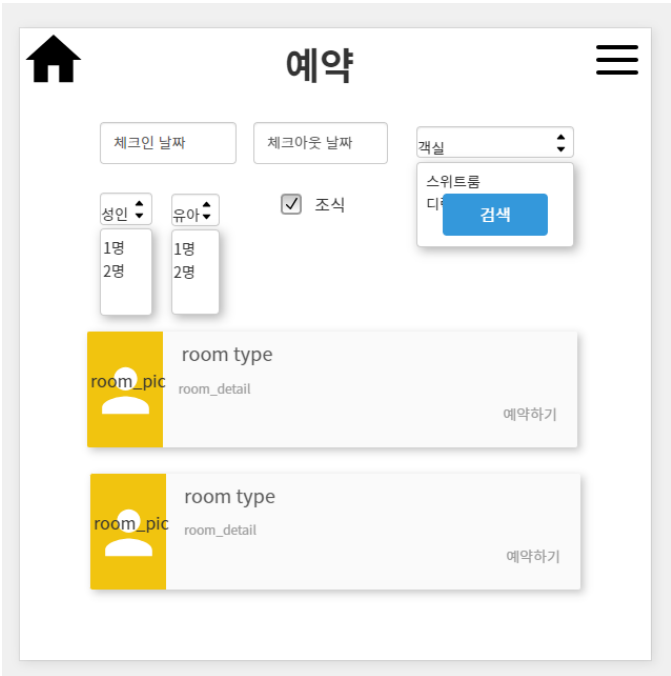 예약
체크인 날짜
체크아웃 날짜
객실
스위트룸
디
검색
성인
유아
조식
1명
2명
1명
2명
room type
room_pic
room_detail
예약하기
room type
room_pic
room_detail
예약하기